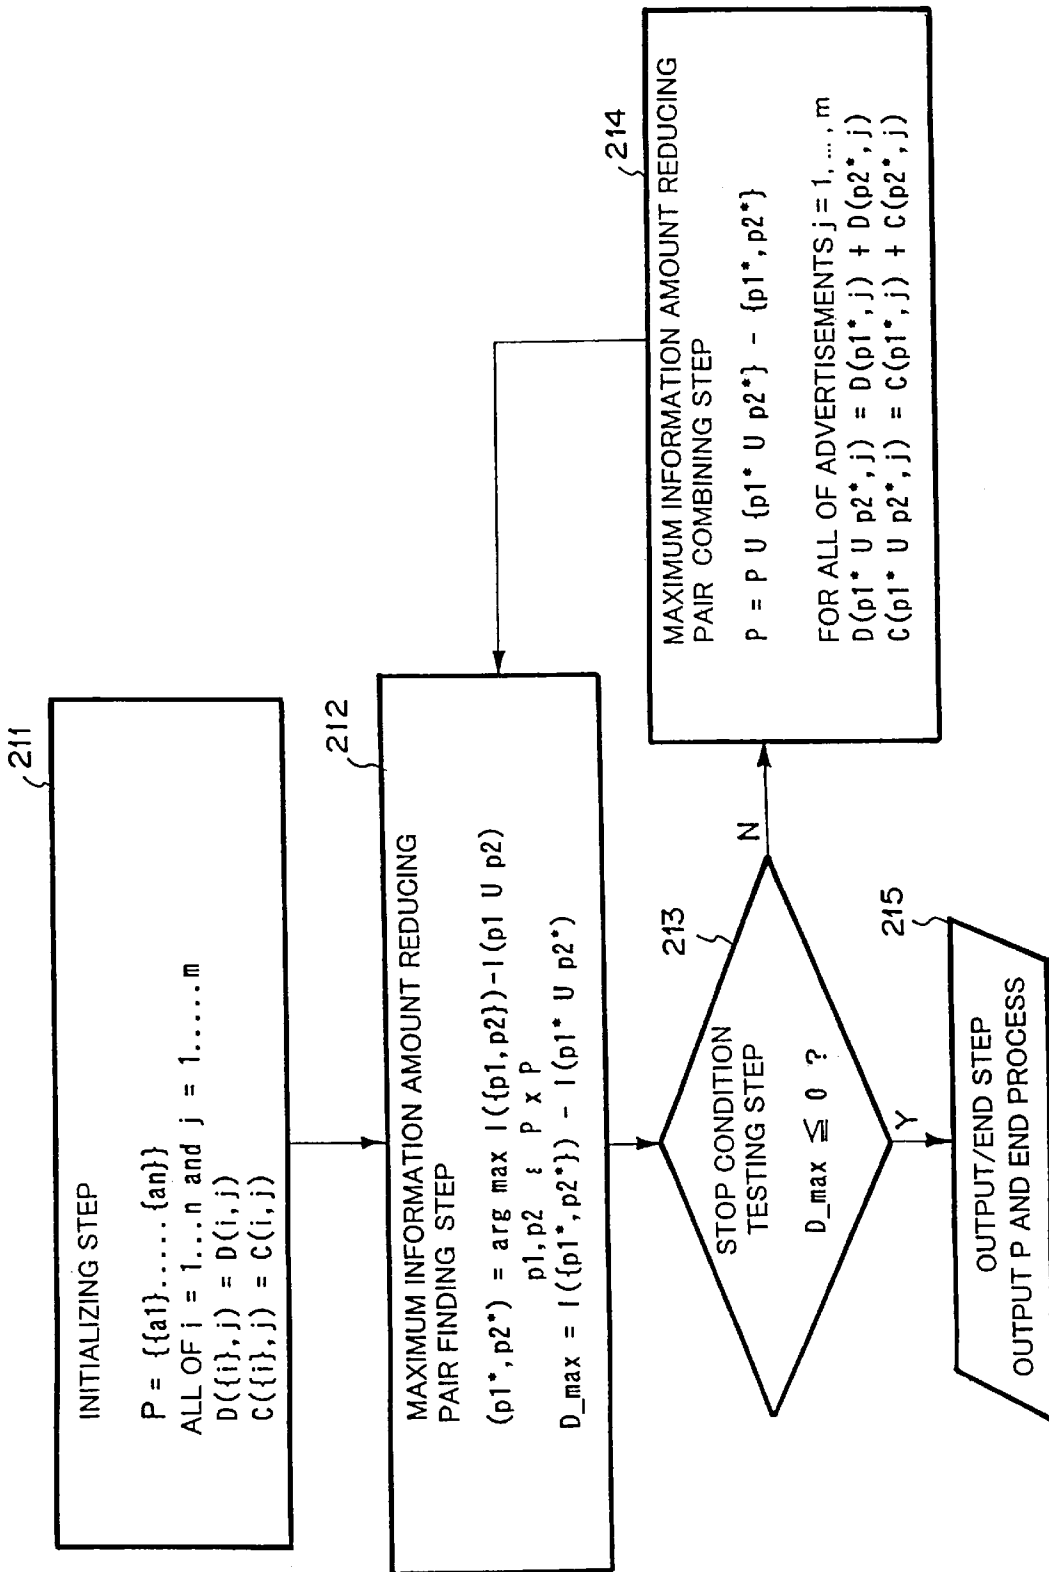 211
INITIALIZING STEP
P = {{a1}.....{an}}
ALL OF i = 1...n and j = 1.....m
D({i},j) = D(i,j)
C({i},j) = C(i,j)
212
MAXIMUM INFORMATION AMOUNT REDUCING
PAIR FINDING STEP
(p1*,p2*) = arg max I({p1,p2})-I(p1 U p2)
p1,p2 ε P x P
D_max = I({p1*,p2*}) - I(p1* U p2*)
213
STOP CONDITION
TESTING STEP
D_max ≦ 0 ?
N
Y
214
MAXIMUM INFORMATION AMOUNT REDUCING
PAIR COMBINING STEP
P = P U {p1* U p2*} - {p1*,p2*}
FOR ALL OF ADVERTISEMENTS j = 1, ..., m
D(p1* U p2*,j) = D(p1*,j) + D(p2*,j)
C(p1* U p2*,j) = C(p1*,j) + C(p2*,j)
215
OUTPUT/END STEP
OUTPUT P AND END PROCESS